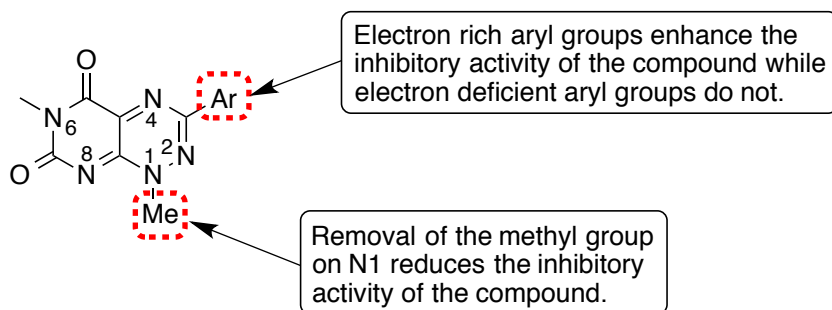 Electron rich aryl groups enhance the
inhibitory activity of the compound while
electron deficient aryl groups do not.
O
N
4
Ar
N
6
8
1
2
N
O
N
N
Me
Removal of the methyl group
on N1 reduces the inhibitory
activity of the compound.